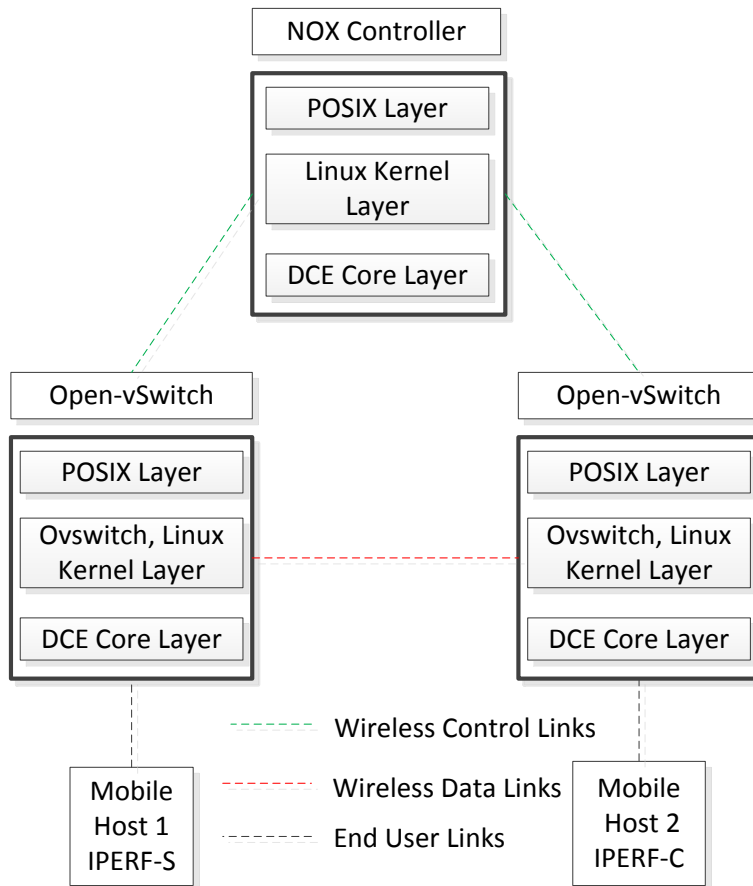 NOX Controller
POSIX Layer
Linux Kernel
Layer
DCE Core Layer
Open-vSwitch
Open-vSwitch
POSIX Layer
Ovswitch, Linux
Kernel Layer
DCE Core Layer
POSIX Layer
Ovswitch, Linux
Kernel Layer
DCE Core Layer
Wireless Control Links
Wireless Data Links
End User Links
Mobile
Host 1
IPERF-S
Mobile
Host 2
IPERF-C